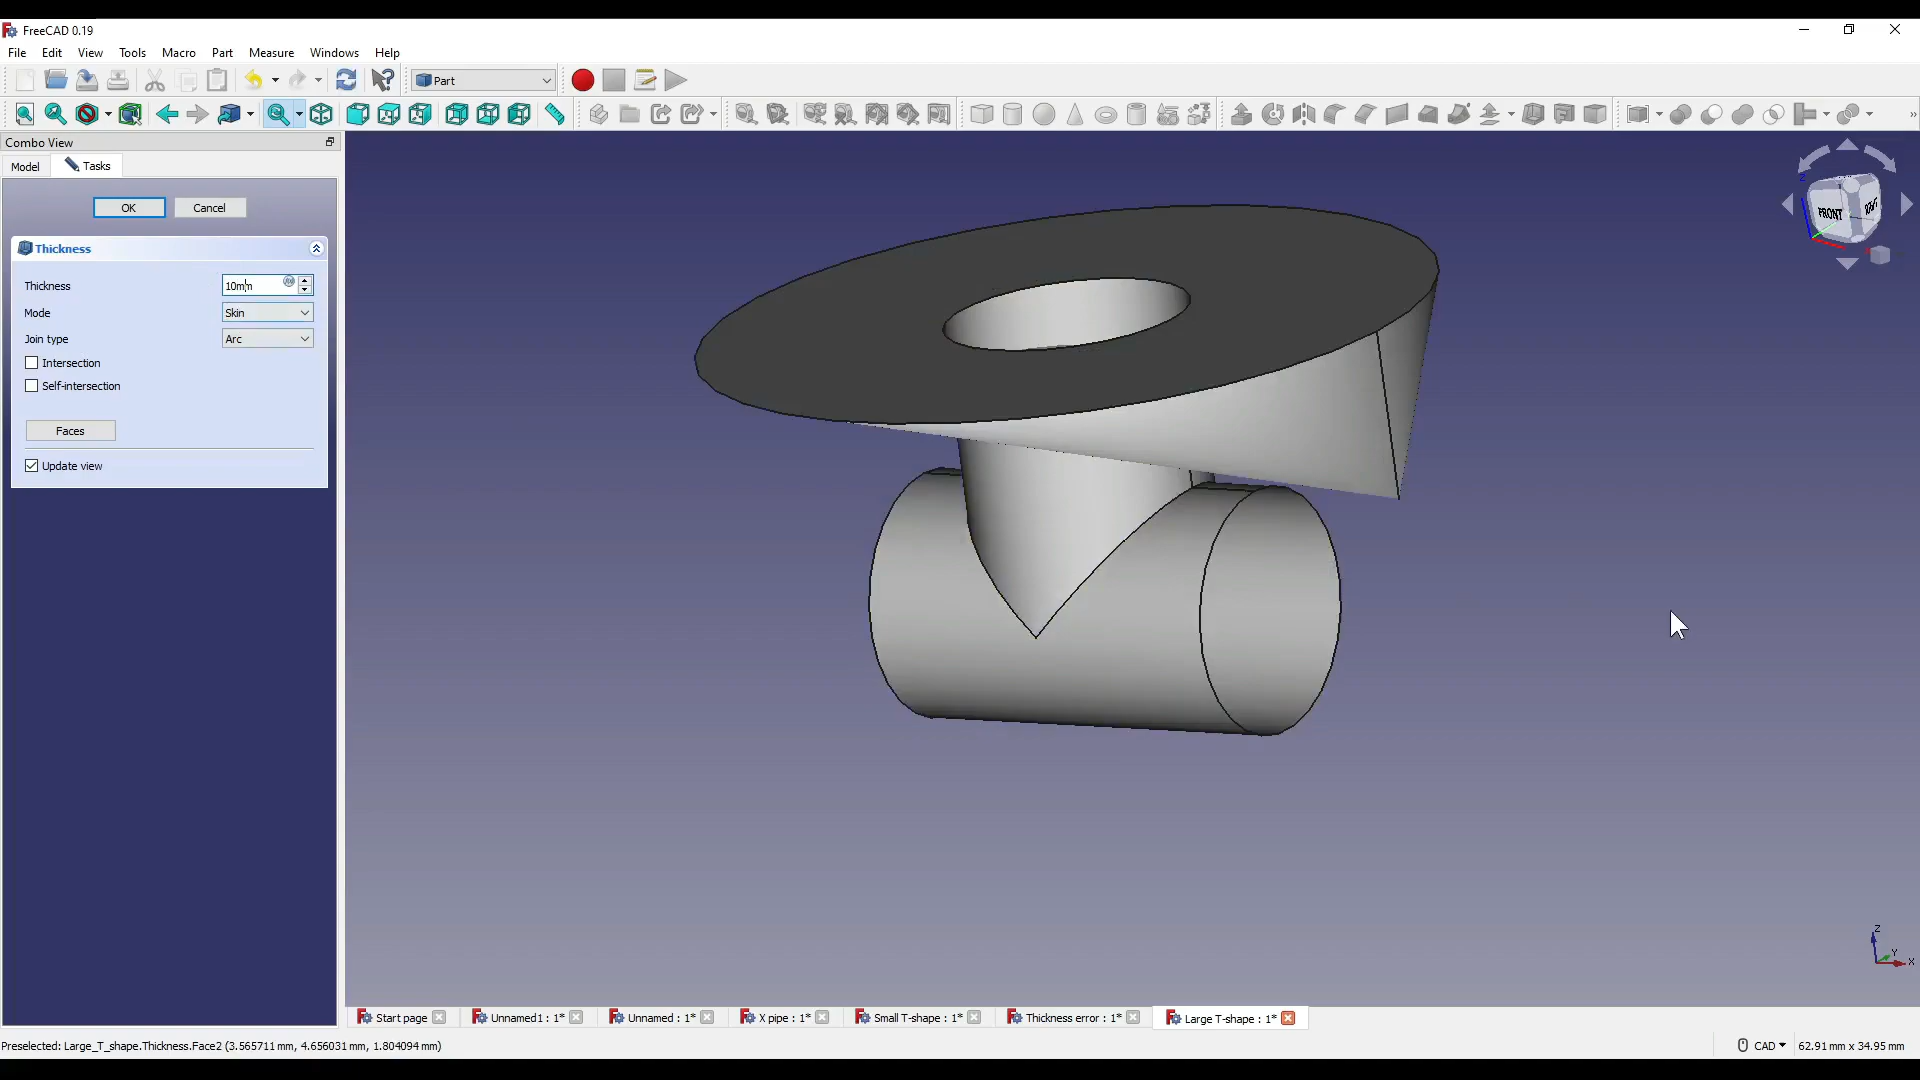 FreeCAD 0.19
File Edit View Tools Macro Part Measure Windows Help
Part
Combo View
Model Tasks
OK Cancel
Thickness
Thickness 10mm
Mode Skin
Join type Arc
Intersection
Self-intersection
Faces
Update view
FRONT RIGHT
Z
Z
Y
X
Start page Unnamed1 : 1* Unnamed : 1* X pipe : 1* Small T-shape : 1* Thickness error : 1* Large T-shape : 1*
Preselected: Large_T_shape.Thickness.Face2 (3.565711 mm, 4.656031 mm, 1.804094 mm) CAD 62.91 mm x 34.95 mm